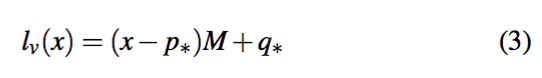 l_v(x) = (x − p_*)M + q_* (3)